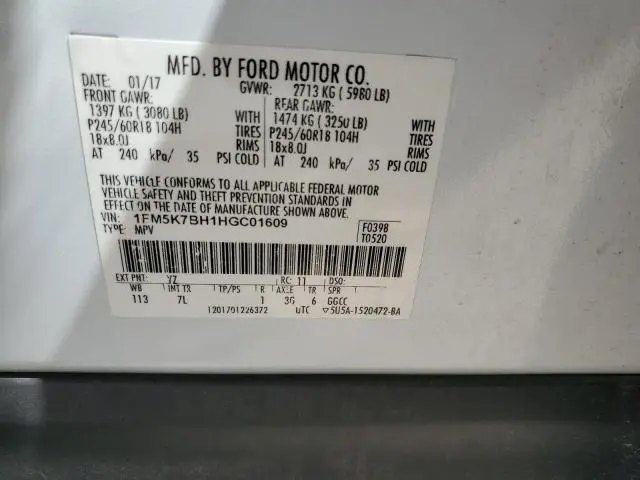 MFD. BY FORD MOTOR CO.
DATE: 01/17 GVWR: 2713 KG ( 5980 LB)
FRONT GAWR: REAR GAWR:
1397 KG ( 3080 LB) 1474 KG ( 3250 LB)
P245/60R18 104H TIRES P245/60R18 104H TIRES
18x8.0J RIMS 18x8.0J RIMS
AT 240 kPa/ 35 PSI COLD AT 240 kPa/ 35 PSI COLD
THIS VEHICLE CONFORMS TO ALL APPLICABLE FEDERAL MOTOR
VEHICLE SAFETY AND THEFT PREVENTION STANDARDS IN
EFFECT ON THE DATE OF MANUFACTURE SHOWN ABOVE.
VIN: 1FM5K7BH1HGC01609 F0398
TYPE: MPV T0520
EXT PNT: YZ RC: 11 DSO:
WB INT TR TP/PS R AXLE TR SPR
113 7L 1 3G 6 GGCC
1201701226372 UTC ▽5U5A-1520472-BA